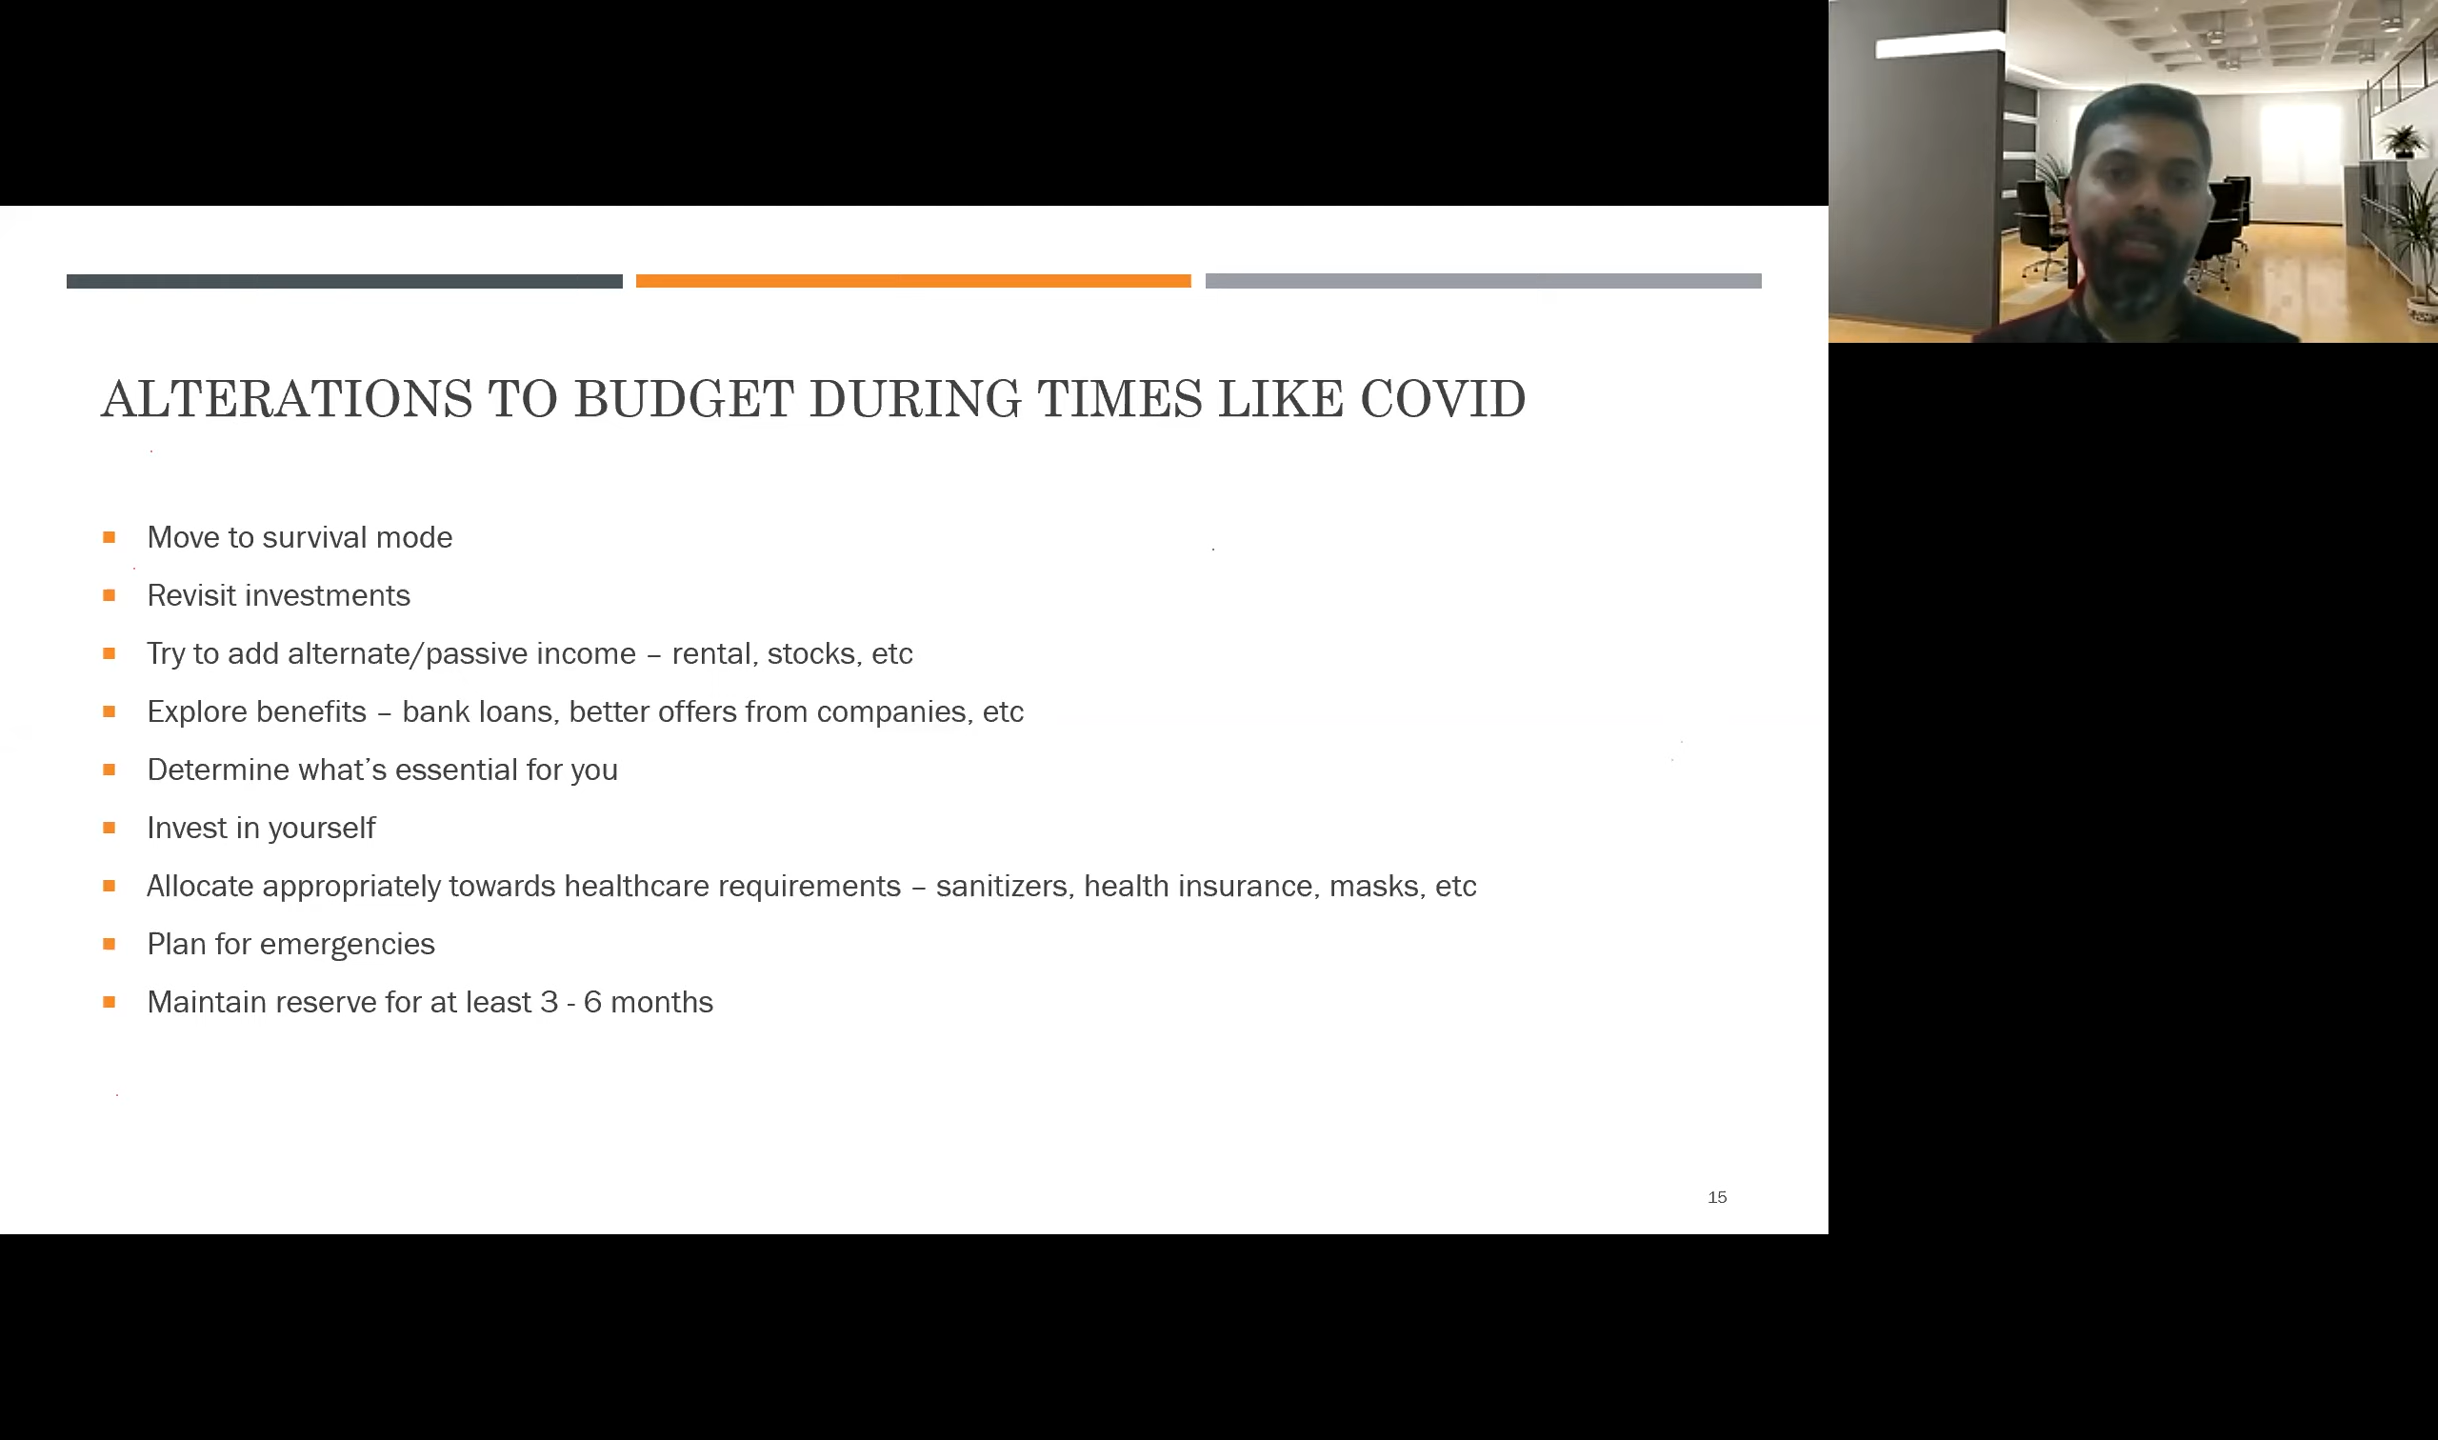 ALTERATIONS TO BUDGET DURING TIMES LIKE COVID
Move to survival mode
Revisit investments
Try to add alternate/passive income – rental, stocks, etc
Explore benefits – bank loans, better offers from companies, etc
Determine what’s essential for you
Invest in yourself
Allocate appropriately towards healthcare requirements – sanitizers, health insurance, masks, etc
Plan for emergencies
Maintain reserve for at least 3 - 6 months
15